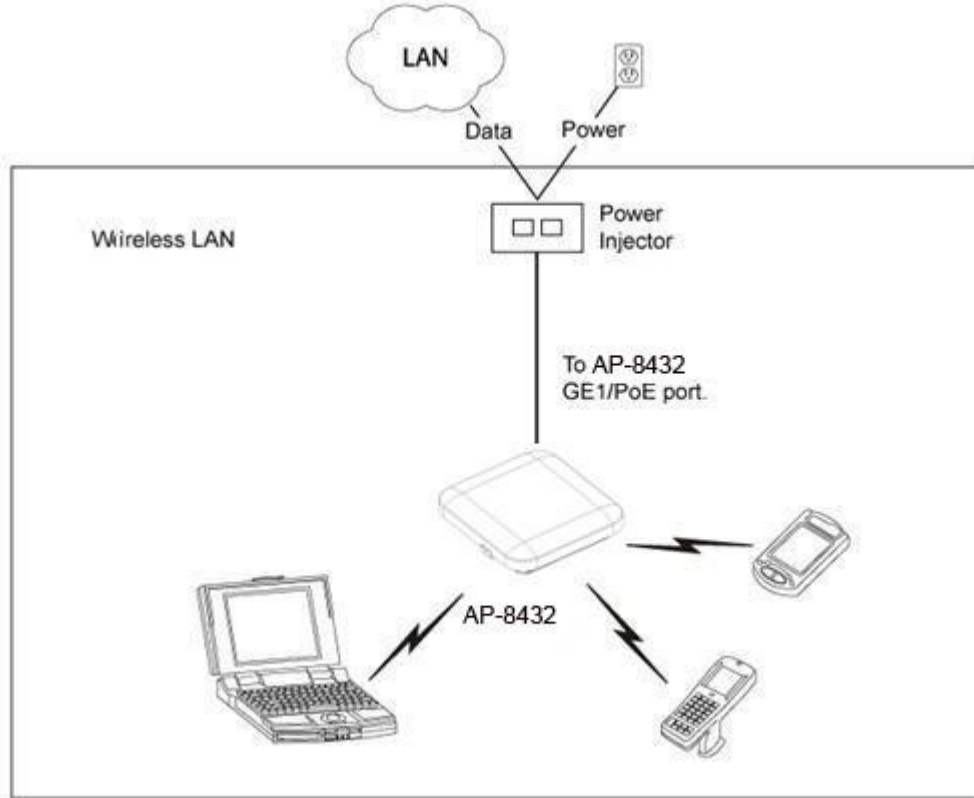 LAN
Data
Power
Power
Injector
Wireless LAN
To AP-8432
GE1/PoE port.
AP-8432